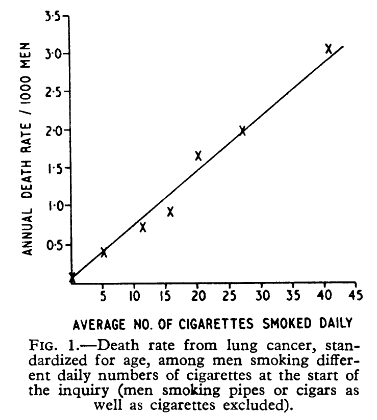 3·5
3·0
2·0
1·5
1·0
0·5
ANNUAL DEATH RATE / 1000 MEN
5 10 15 20 25 30 35 40 45
AVERAGE NO. OF CIGARETTES SMOKED DAILY
FIG. 1.—Death rate from lung cancer, stan-
dardized for age, among men smoking differ-
ent daily numbers of cigarettes at the start of
the inquiry (men smoking pipes or cigars as
well as cigarettes excluded).